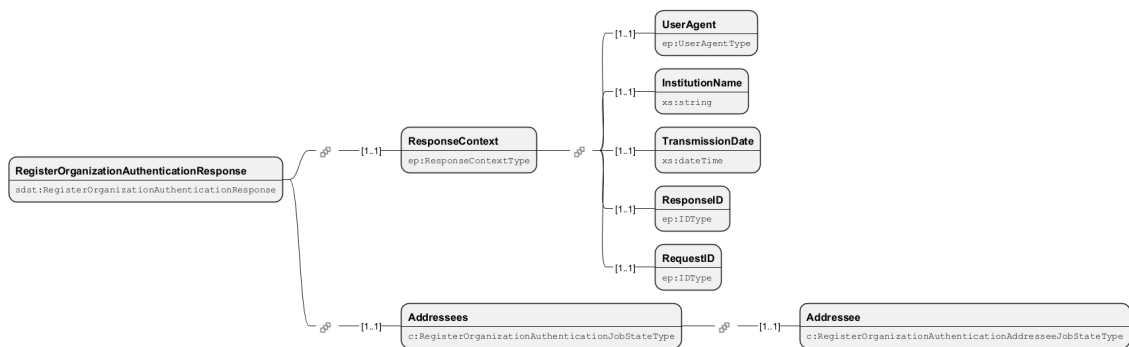 UserAgent
[1..1]
ep:UserAgentType
InstitutionName
[1..1]
xs:string
ResponseContext
[1..1]
ep:ResponseContextType
TransmissionDate
[1..1]
xs:dateTime
RegisterOrganizationAuthenticationResponse
sdst:RegisterOrganizationAuthenticationResponse
ResponseID
[1..1]
ep:IDType
RequestID
[1..1]
ep:IDType
Addressees
[1..1]
c:RegisterOrganizationAuthenticationJobStateType
Addressee
[1..1]
c:RegisterOrganizationAuthenticationAddresseeJobStateType